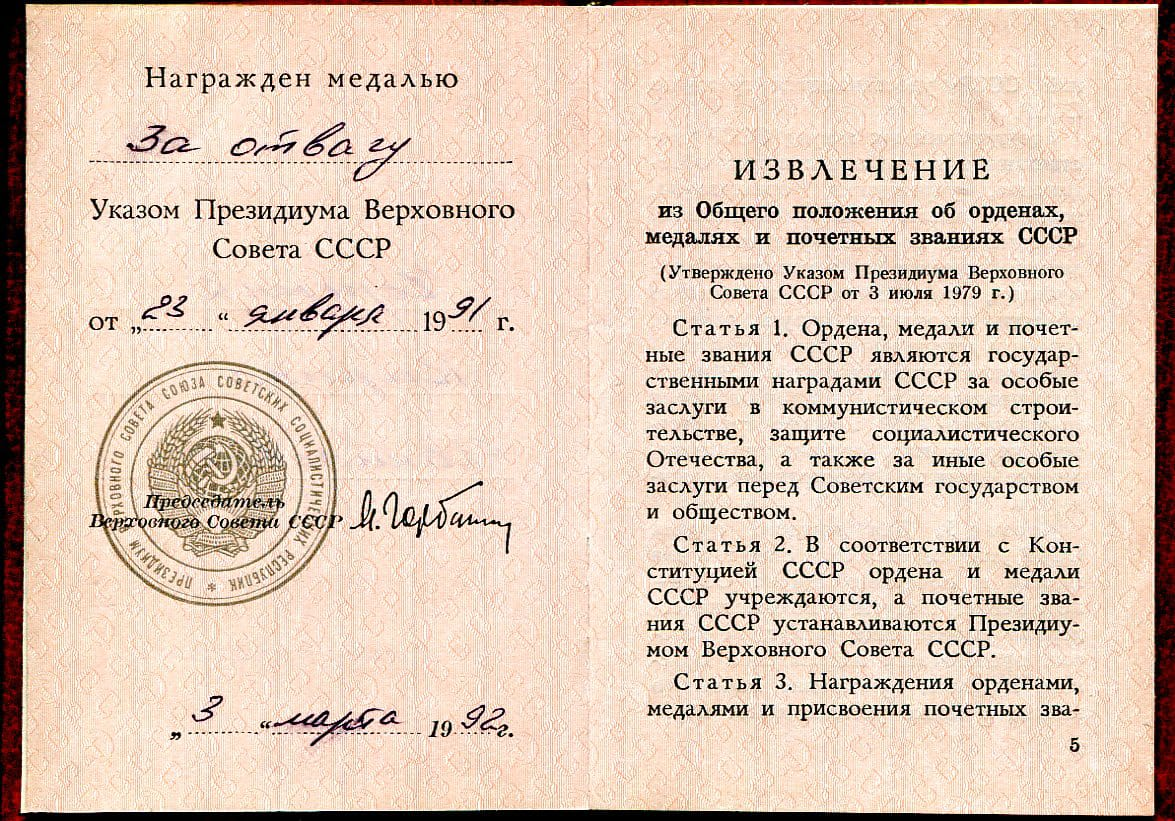 Награжден медалью
За отвагу
Указом Президиума Верховного
Совета СССР
от „23 “ января 1991 г.
ПРЕЗИДИУМ ВЕРХОВНОГО СОВЕТА СОЮЗА СОВЕТСКИХ СОЦИАЛИСТИЧЕСКИХ РЕСПУБЛИК *
Председатель
Верховного Совета СССР М. Горбачев
„ 3 “ марта 1992г.
ИЗВЛЕЧЕНИЕ
из Общего положения об орденах,
медалях и почетных званиях СССР
(Утверждено Указом Президиума Верховного
Совета СССР от 3 июля 1979 г.)
Статья 1. Ордена, медали и почет-
ные звания СССР являются государ-
ственными наградами СССР за особые
заслуги в коммунистическом строи-
тельстве, защите социалистического
Отечества, а также за иные особые
заслуги перед Советским государством
и обществом.
Статья 2. В соответствии с Кон-
ституцией СССР ордена и медали
СССР учреждаются, а почетные зва-
ния СССР устанавливаются Президиу-
мом Верховного Совета СССР.
Статья 3. Награждения орденами,
медалями и присвоения почетных зва-
5